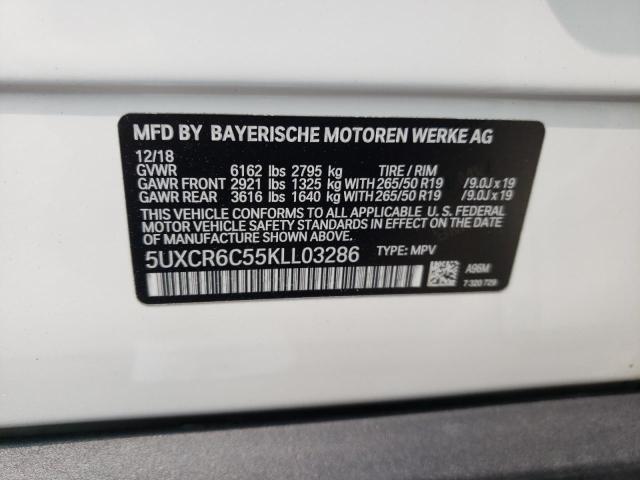 MFD BY BAYERISCHE MOTOREN WERKE AG
12/18
GVWR 6162 lbs 2795 kg TIRE / RIM
GAWR FRONT 2921 lbs 1325 kg WITH 265/50 R19 /9.0J x 19
GAWR REAR 3616 lbs 1640 kg WITH 265/50 R19 /9.0J x 19
THIS VEHICLE CONFORMS TO ALL APPLICABLE U. S. FEDERAL
MOTOR VEHICLE SAFETY STANDARDS IN EFFECT ON THE DATE
OF MANUFACTURE SHOWN ABOVE.
5UXCR6C55KLL03286 TYPE: MPV
A96M
7 320 729